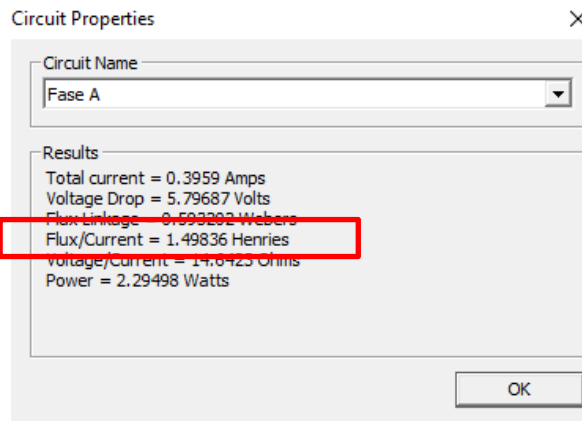 Circuit Properties
Circuit Name
Fase A
Results
Total current = 0.3959 Amps
Voltage Drop = 5.79687 Volts
Flux Linkage = 0.593202 Webers
Flux/Current = 1.49836 Henries
Voltage/Current = 14.6423 Ohms
Power = 2.29498 Watts
OK